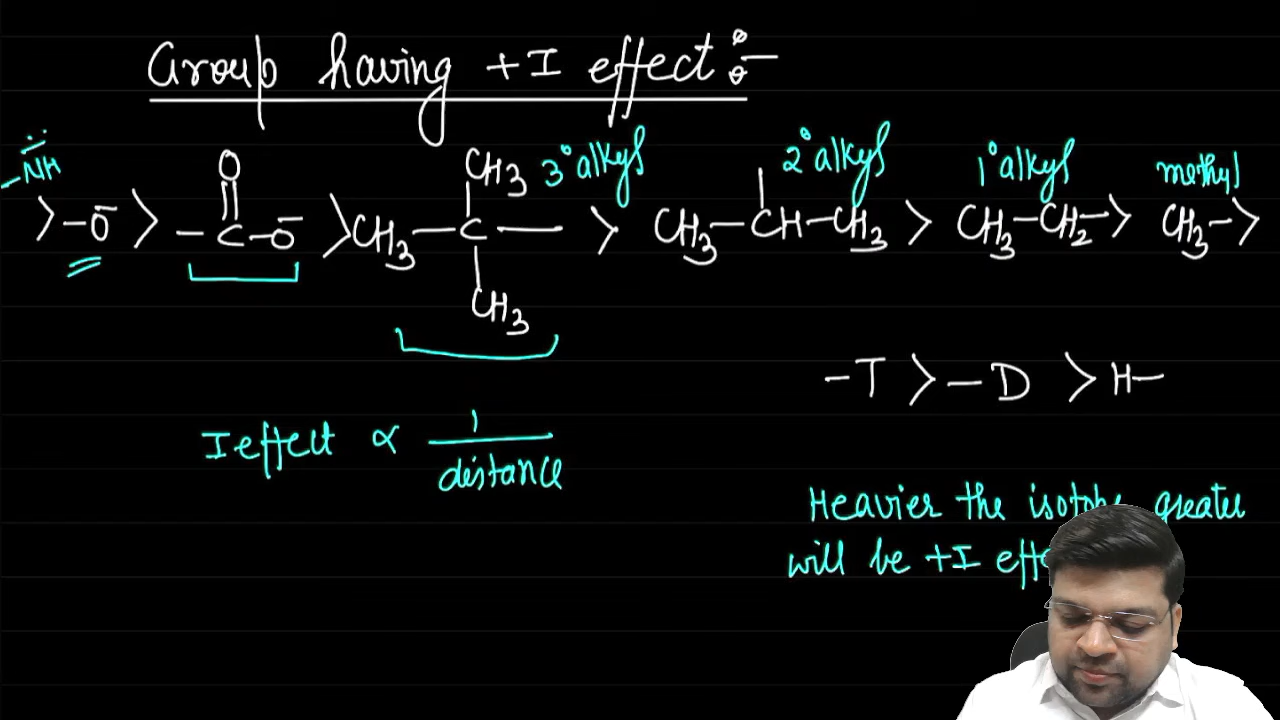 Group having +I effect :-
-N̈H > -O⁻ > -C(=O)-O⁻ > CH3-C(CH3)(CH3)- > CH3-CH-CH3 > CH3-CH2- > CH3- >
3° alkyl 2° alkyl 1° alkyl methyl
-T > -D > H-
I effect ∝ 1/distance
Heavier the isotope greater
will be +I